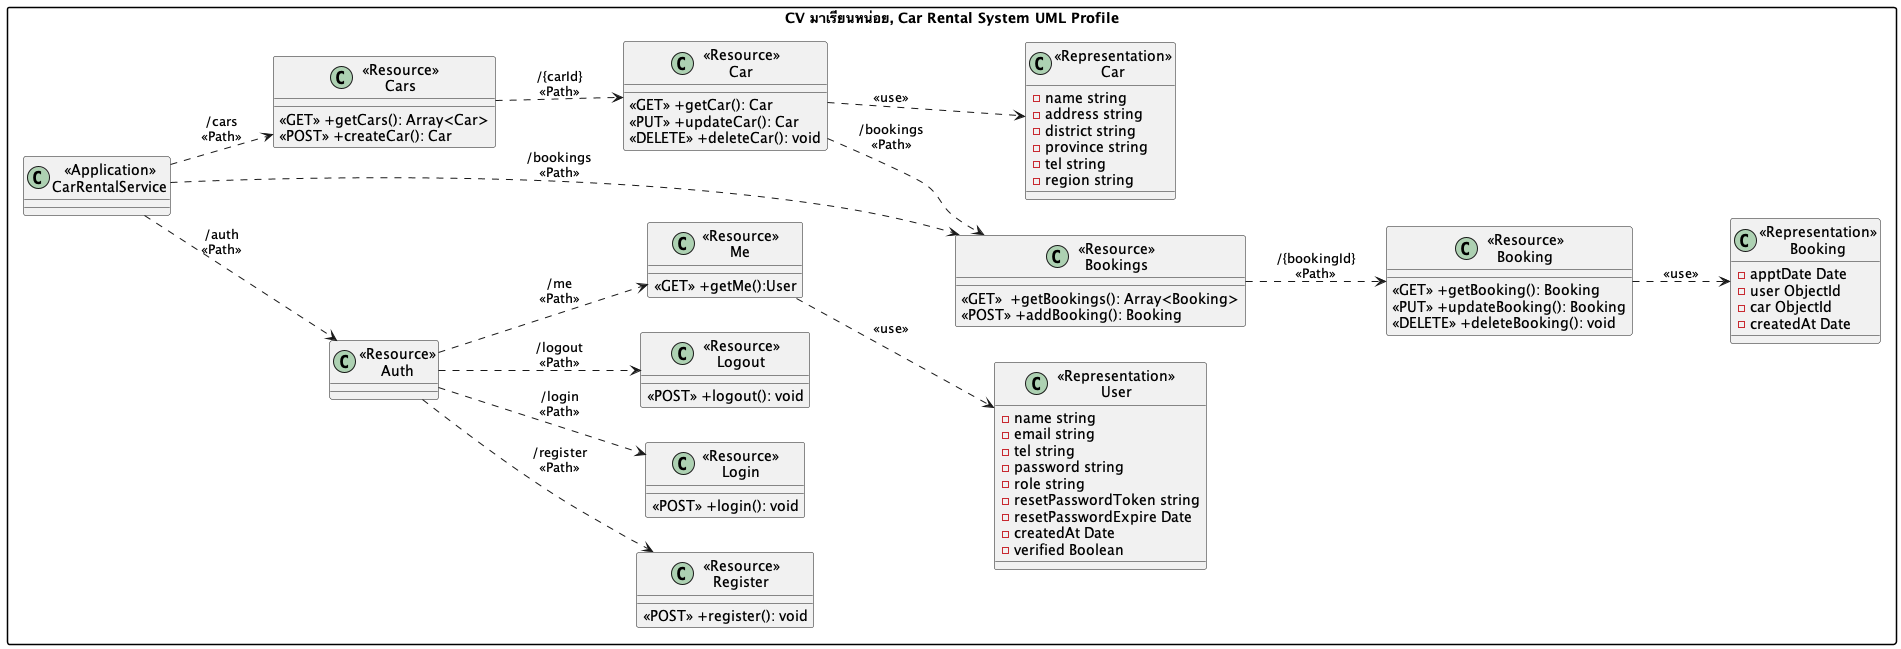 CV มาเรียนหน่อย, Car Rental System UML Profile
«Application»
CarRentalService
/cars
«Path»
/bookings
«Path»
/auth
«Path»
«Resource»
Cars
«GET» +getCars(): Array<Car>
«POST» +createCar(): Car
/{carId}
«Path»
«Resource»
Car
«GET» +getCar(): Car
«PUT» +updateCar(): Car
«DELETE» +deleteCar(): void
«use»
/bookings
«Path»
«Representation»
Car
name string
address string
district string
province string
tel string
region string
«Resource»
Auth
/me
«Path»
/logout
«Path»
/login
«Path»
/register
«Path»
«Resource»
Me
«GET» +getMe():User
«use»
«Resource»
Logout
«POST» +logout(): void
«Resource»
Login
«POST» +login(): void
«Resource»
Register
«POST» +register(): void
«Resource»
Bookings
«GET»  +getBookings(): Array<Booking>
«POST» +addBooking(): Booking
/{bookingId}
«Path»
«Resource»
Booking
«GET» +getBooking(): Booking
«PUT» +updateBooking(): Booking
«DELETE» +deleteBooking(): void
«use»
«Representation»
Booking
apptDate Date
user ObjectId
car ObjectId
createdAt Date
«Representation»
User
name string
email string
tel string
password string
role string
resetPasswordToken string
resetPasswordExpire Date
createdAt Date
verified Boolean
C
C
C
C
C
C
C
C
C
C
C
C
C